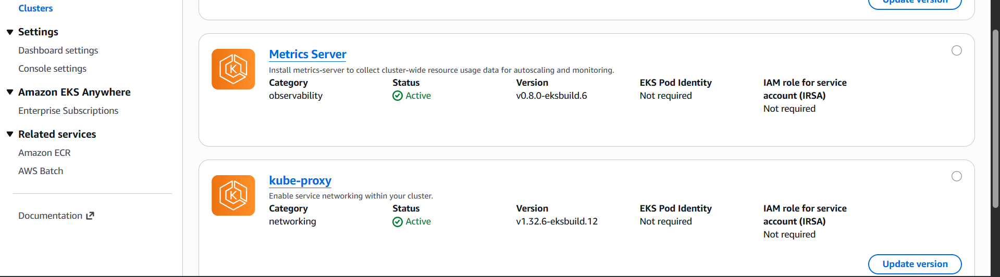 Clusters
Settings
Dashboard settings
Console settings
Amazon EKS Anywhere
Enterprise Subscriptions
Related services
Amazon ECR
AWS Batch
Documentation
Update version
Metrics Server
Install metrics-server to collect cluster-wide resource usage data for autoscaling and monitoring.
Category
observability
Status
Active
Version
v0.8.0-eksbuild.6
EKS Pod Identity
Not required
IAM role for service
account (IRSA)
Not required
kube-proxy
Enable service networking within your cluster.
Category
networking
Status
Active
Version
v1.32.6-eksbuild.12
EKS Pod Identity
Not required
IAM role for service
account (IRSA)
Not required
Update version